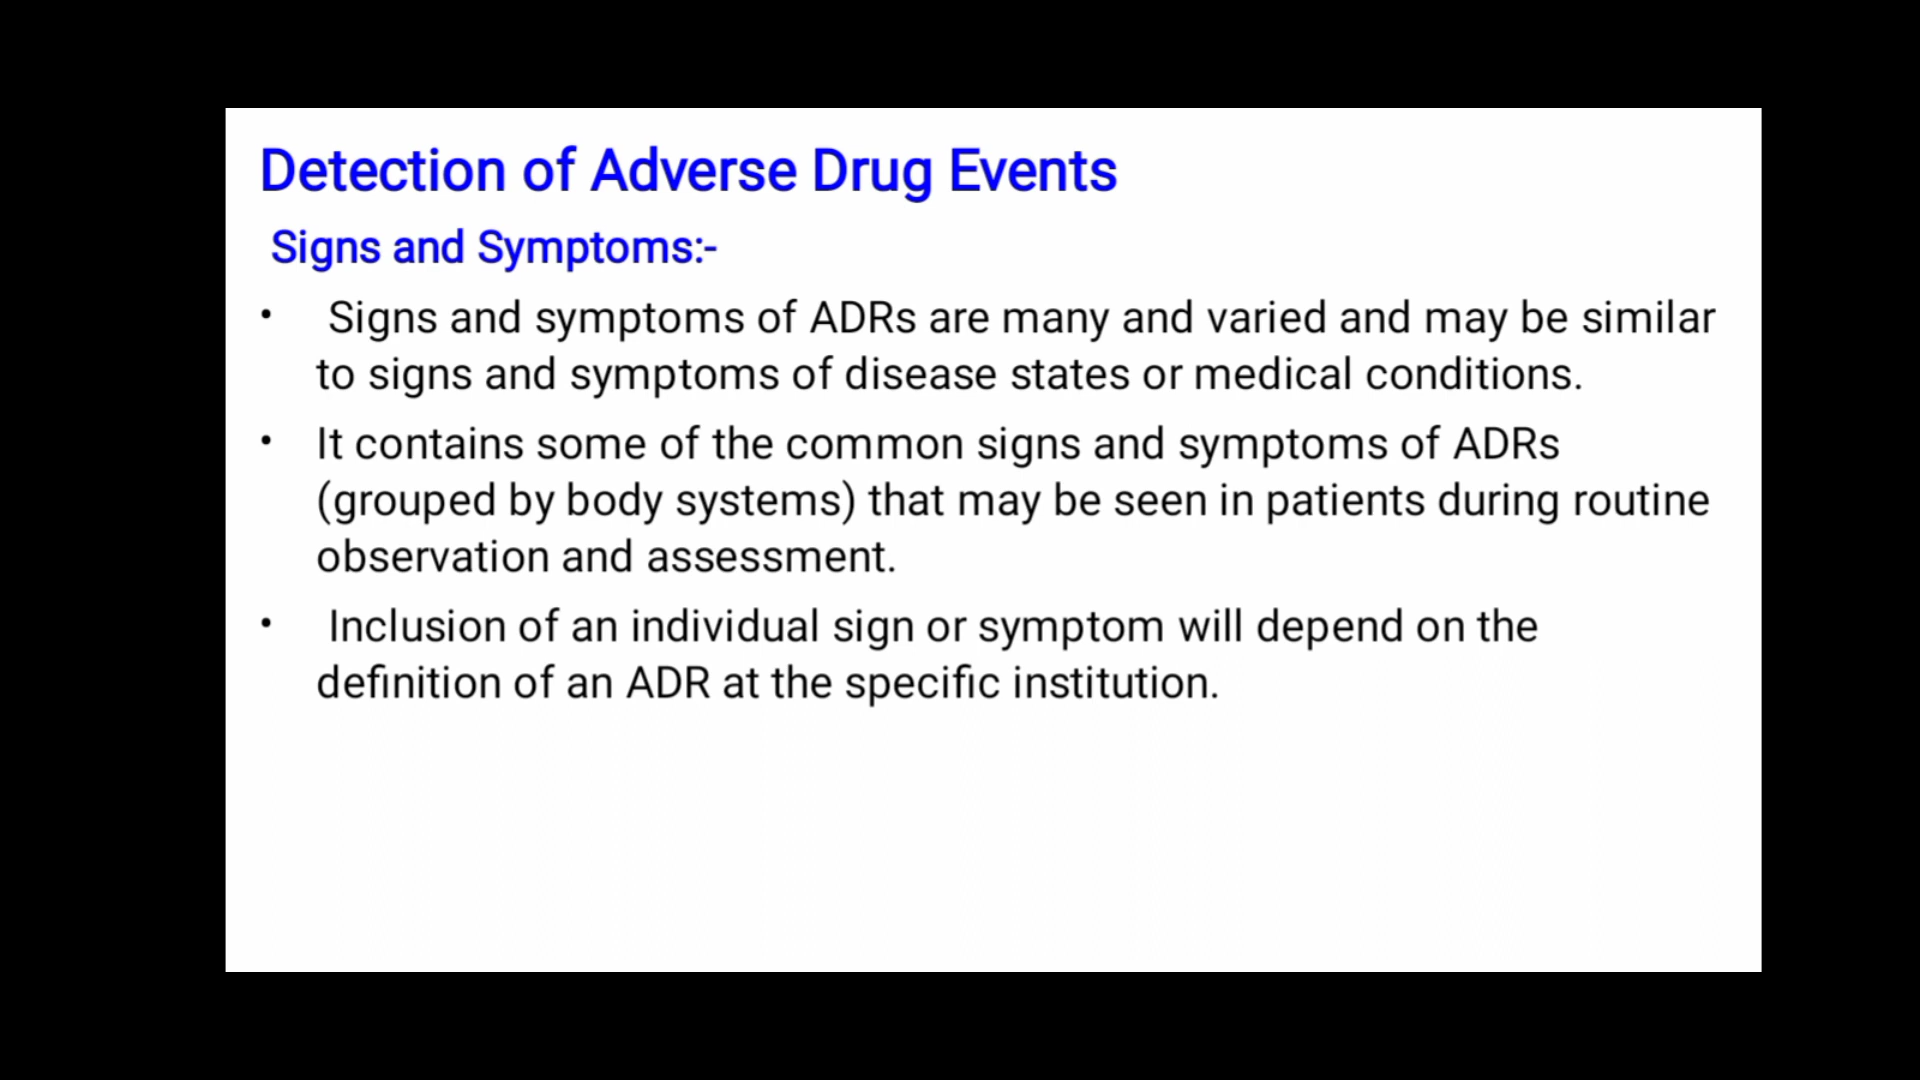 Detection of Adverse Drug Events
Signs and Symptoms:-
• Signs and symptoms of ADRs are many and varied and may be similar
to signs and symptoms of disease states or medical conditions.
• It contains some of the common signs and symptoms of ADRs
(grouped by body systems) that may be seen in patients during routine
observation and assessment.
• Inclusion of an individual sign or symptom will depend on the
definition of an ADR at the specific institution.